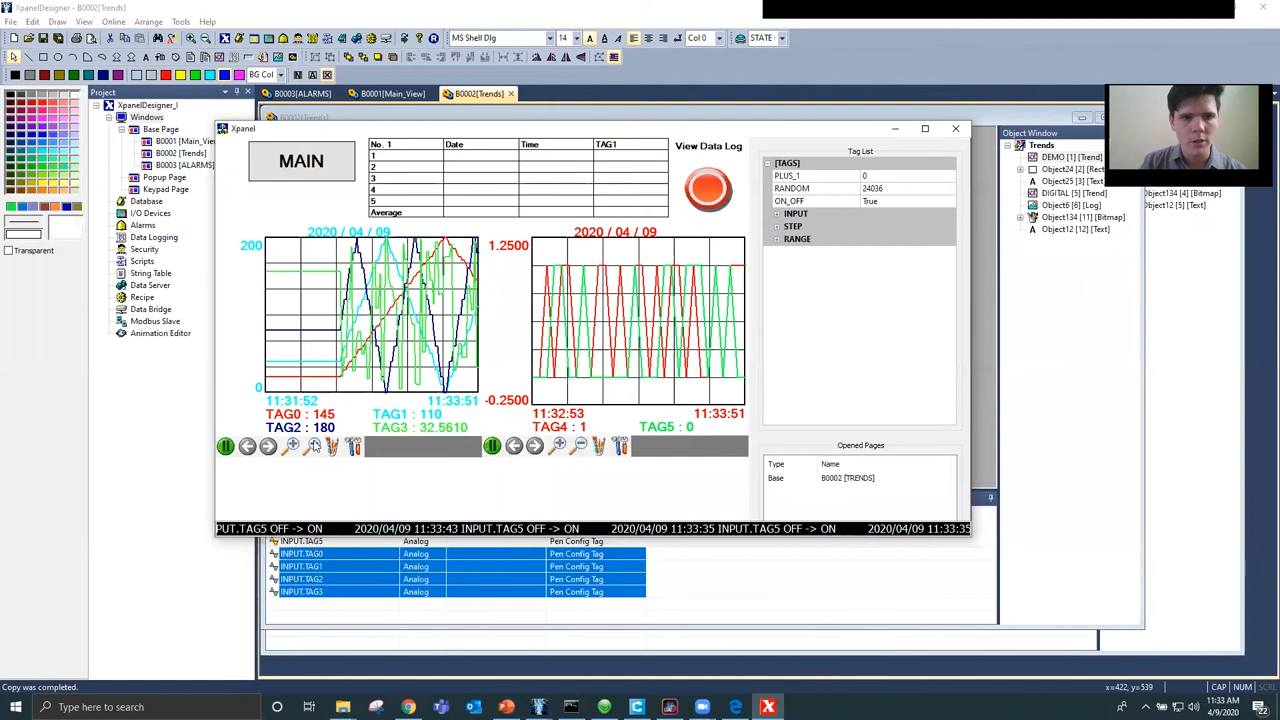 XpanelDesigner - B0002[Trends]
File Edit Draw View Online Arrange Tools Help
MS Shell Dlg 14 Col 0 STATE
BG Col
Project
XpanelDesigner_I
Windows
Base Page
B0001 [Main_Vie
B0002 [Trends]
B0003 [ALARMS]
Popup Page
Keypad Page
Database
I/O Devices
Alarms
Data Logging
Security
Scripts
String Table
Data Server
Recipe
Data Bridge
Modbus Slave
Animation Editor
Transparent
B0003[ALARMS] B0001[Main_View] B0002[Trends]
Xpanel
MAIN
No. 1 Date Time TAG1
1
2
3
4
5
Average
View Data Log
2020 / 04 / 09
200
0
11:31:52 11:33:51
TAG0 : 145 TAG1 : 110
TAG2 : 180 TAG3 : 32.5610
2020 / 04 / 09
1.2500
-0.2500
11:32:53 11:33:51
TAG4 : 1 TAG5 : 0
Tag List
[TAGS]
PLUS_1 0
RANDOM 24036
ON_OFF True
INPUT
STEP
RANGE
Opened Pages
Type Name
Base B0002 [TRENDS]
PUT.TAG5 OFF -> ON 2020/04/09 11:33:43 INPUT.TAG5 OFF -> ON 2020/04/09 11:33:35 INPUT.TAG5 OFF -> ON 2020/04/09 11:33:35
INPUT.TAG5 Analog Pen Config Tag
INPUT.TAG0 Analog Pen Config Tag
INPUT.TAG1 Analog Pen Config Tag
INPUT.TAG2 Analog Pen Config Tag
INPUT.TAG3 Analog Pen Config Tag
Object Window
Trends
DEMO [1] [Trend]
Object24 [2] [Rect
Object25 [3] [Text]
DIGITAL [5] [Trend]
Object134 [4] [Bitmap]
Object6 [6] [Log]
Object12 [5] [Text]
Object134 [11] [Bitmap]
Object12 [12] [Text]
Copy was completed.
x=422, y=539 CAP NUM SCRL
Type here to search
11:33 AM
4/9/2020
22